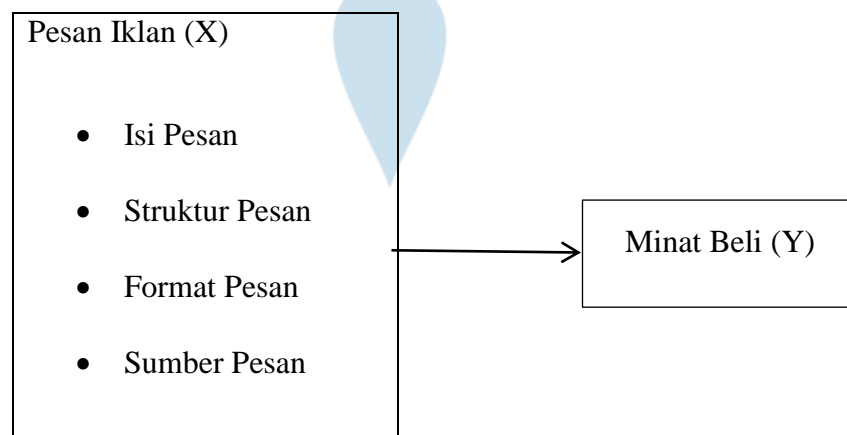 Pesan Iklan (X)
• Isi Pesan
• Struktur Pesan
• Format Pesan
• Sumber Pesan
Minat Beli (Y)